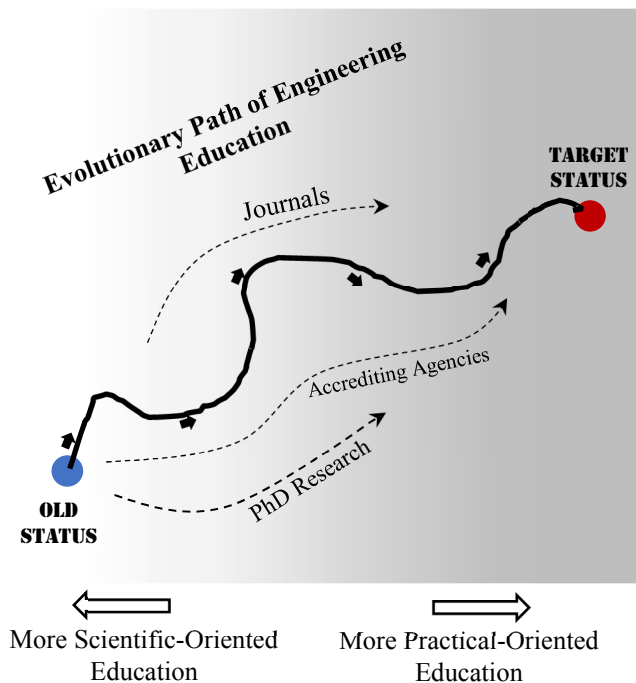 Evolutionary Path of Engineering
Education
TARGET
STATUS
Journals
Accrediting Agencies
PhD Research
OLD
STATUS
More Scientific-Oriented
Education
More Practical-Oriented
Education